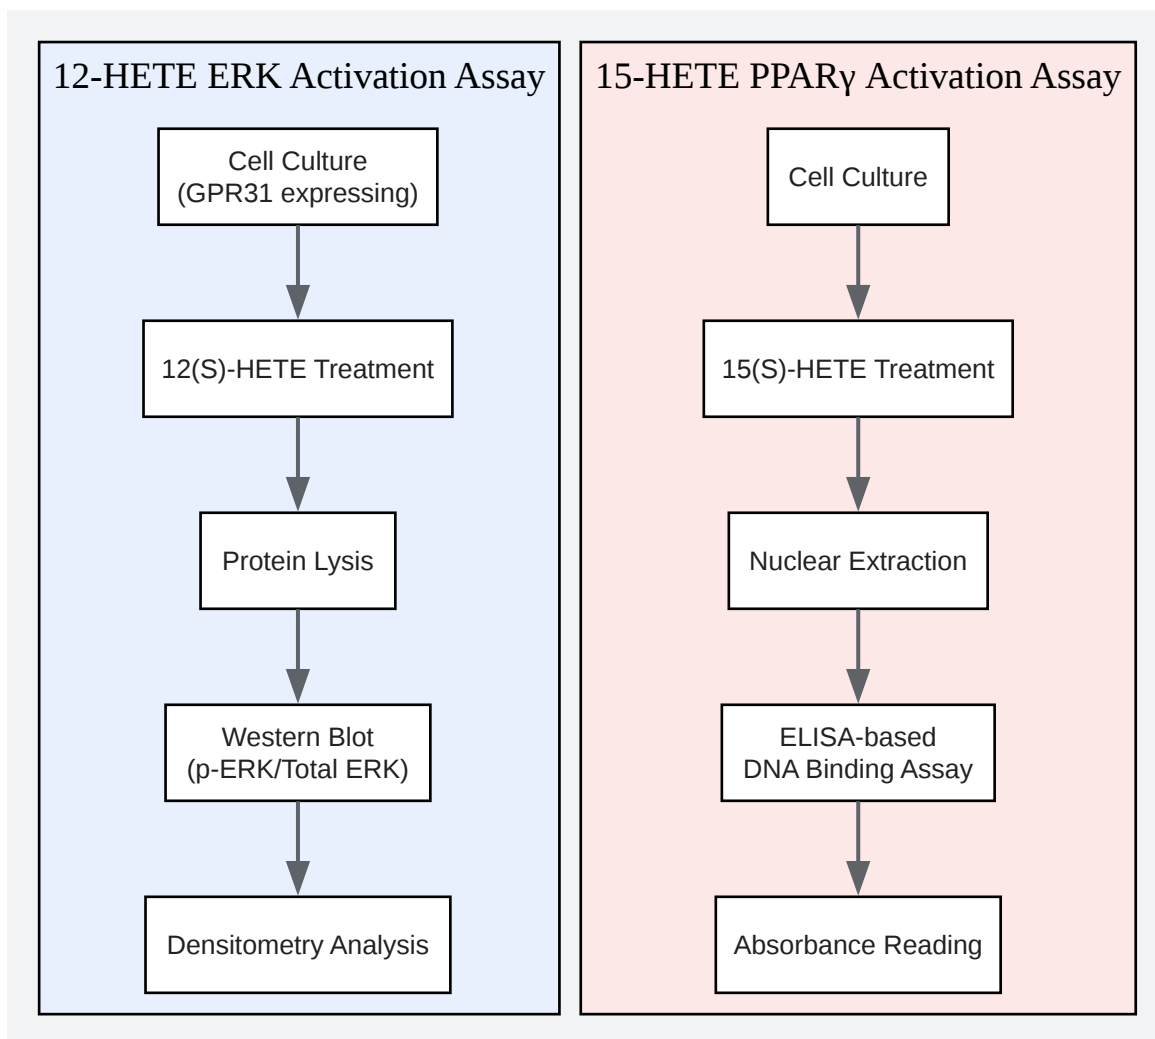 12-HETE ERK Activation Assay
Cell Culture
(GPR31 expressing)
12(S)-HETE Treatment
Protein Lysis
Western Blot
(p-ERK/Total ERK)
Densitometry Analysis
15-HETE PPARγ Activation Assay
Cell Culture
15(S)-HETE Treatment
Nuclear Extraction
ELISA-based
DNA Binding Assay
Absorbance Reading